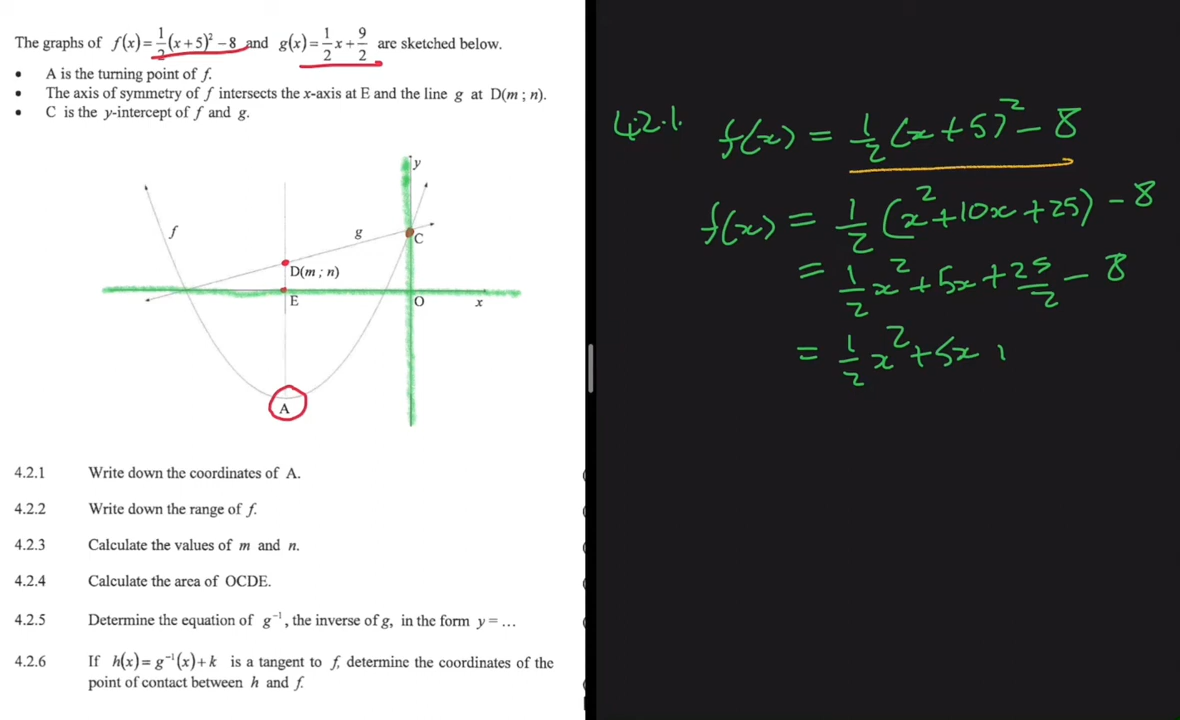 The graphs of f(x) = 1/2(x+5)² − 8 and g(x) = 1/2x + 9/2 are sketched below.
• A is the turning point of f.
• The axis of symmetry of f intersects the x-axis at E and the line g at D(m ; n).
• C is the y-intercept of f and g.
y
f
g
C
D(m ; n)
E
O
x
A
4.2.1 Write down the coordinates of A.
4.2.2 Write down the range of f.
4.2.3 Calculate the values of m and n.
4.2.4 Calculate the area of OCDE.
4.2.5 Determine the equation of g⁻¹, the inverse of g, in the form y = ...
4.2.6 If h(x) = g⁻¹(x) + k is a tangent to f, determine the coordinates of the
point of contact between h and f.
4.2.1. f(x) = 1/2 (x+5)² − 8
f(x) = 1/2 (x² + 10x + 25) − 8
= 1/2 x² + 5x + 25/2 − 8
= 1/2 x² + 5x